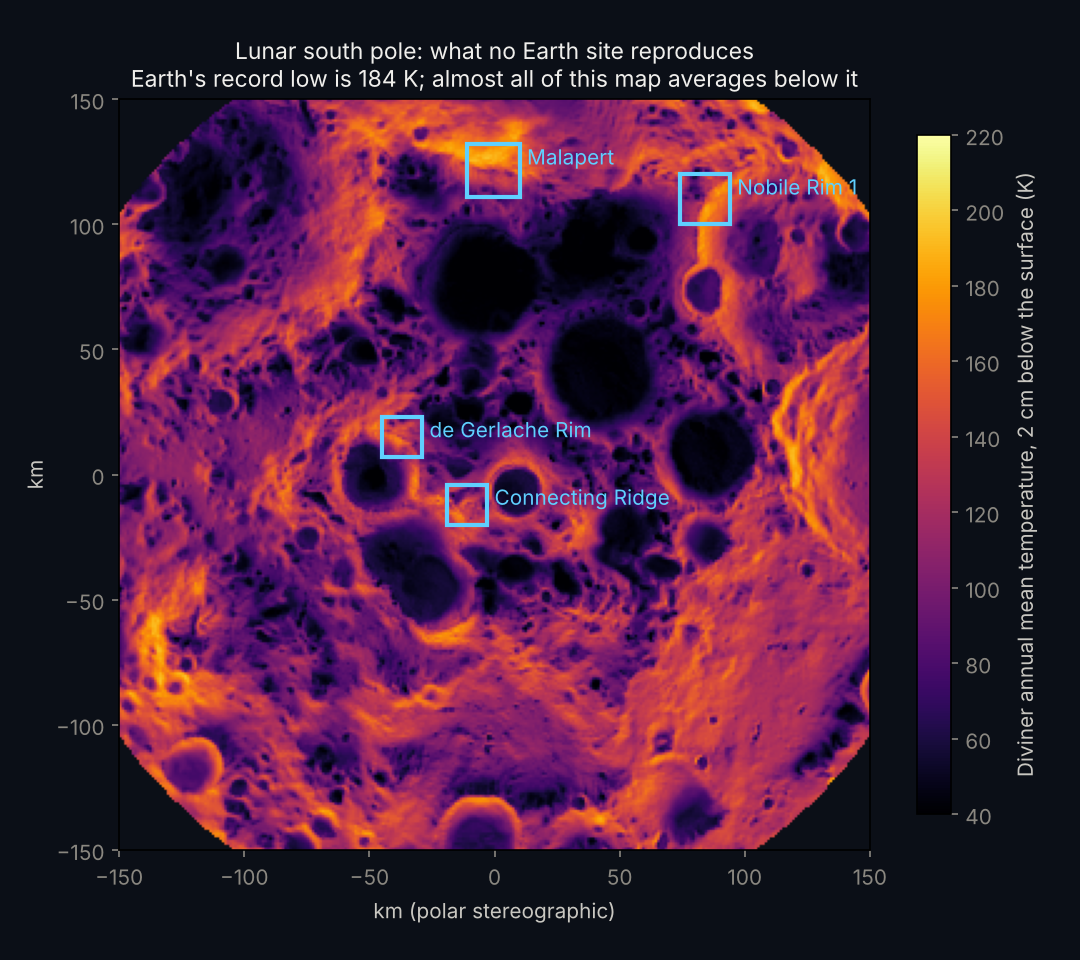 Lunar south pole: what no Earth site reproduces
Earth's record low is 184 K; almost all of this map averages below it
150
100
50
0
−50
−100
−150
km
Malapert
Nobile Rim 1
de Gerlache Rim
Connecting Ridge
−150
−100
−50
0
50
100
150
km (polar stereographic)
220
200
180
160
140
120
100
80
60
40
Diviner annual mean temperature, 2 cm below the surface (K)